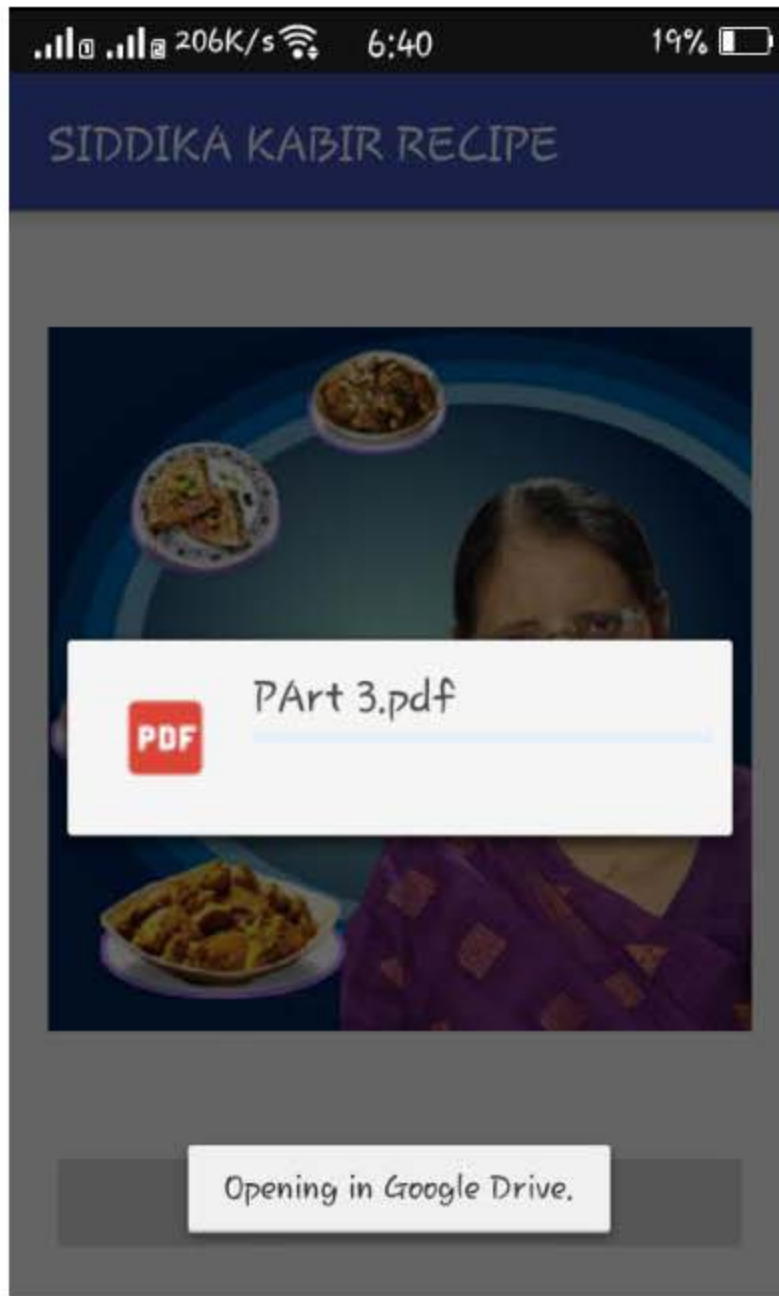 206K/s 6:40 19%
SIDDIKA KABIR RECIPE
PDF PArt 3.pdf
Opening in Google Drive.